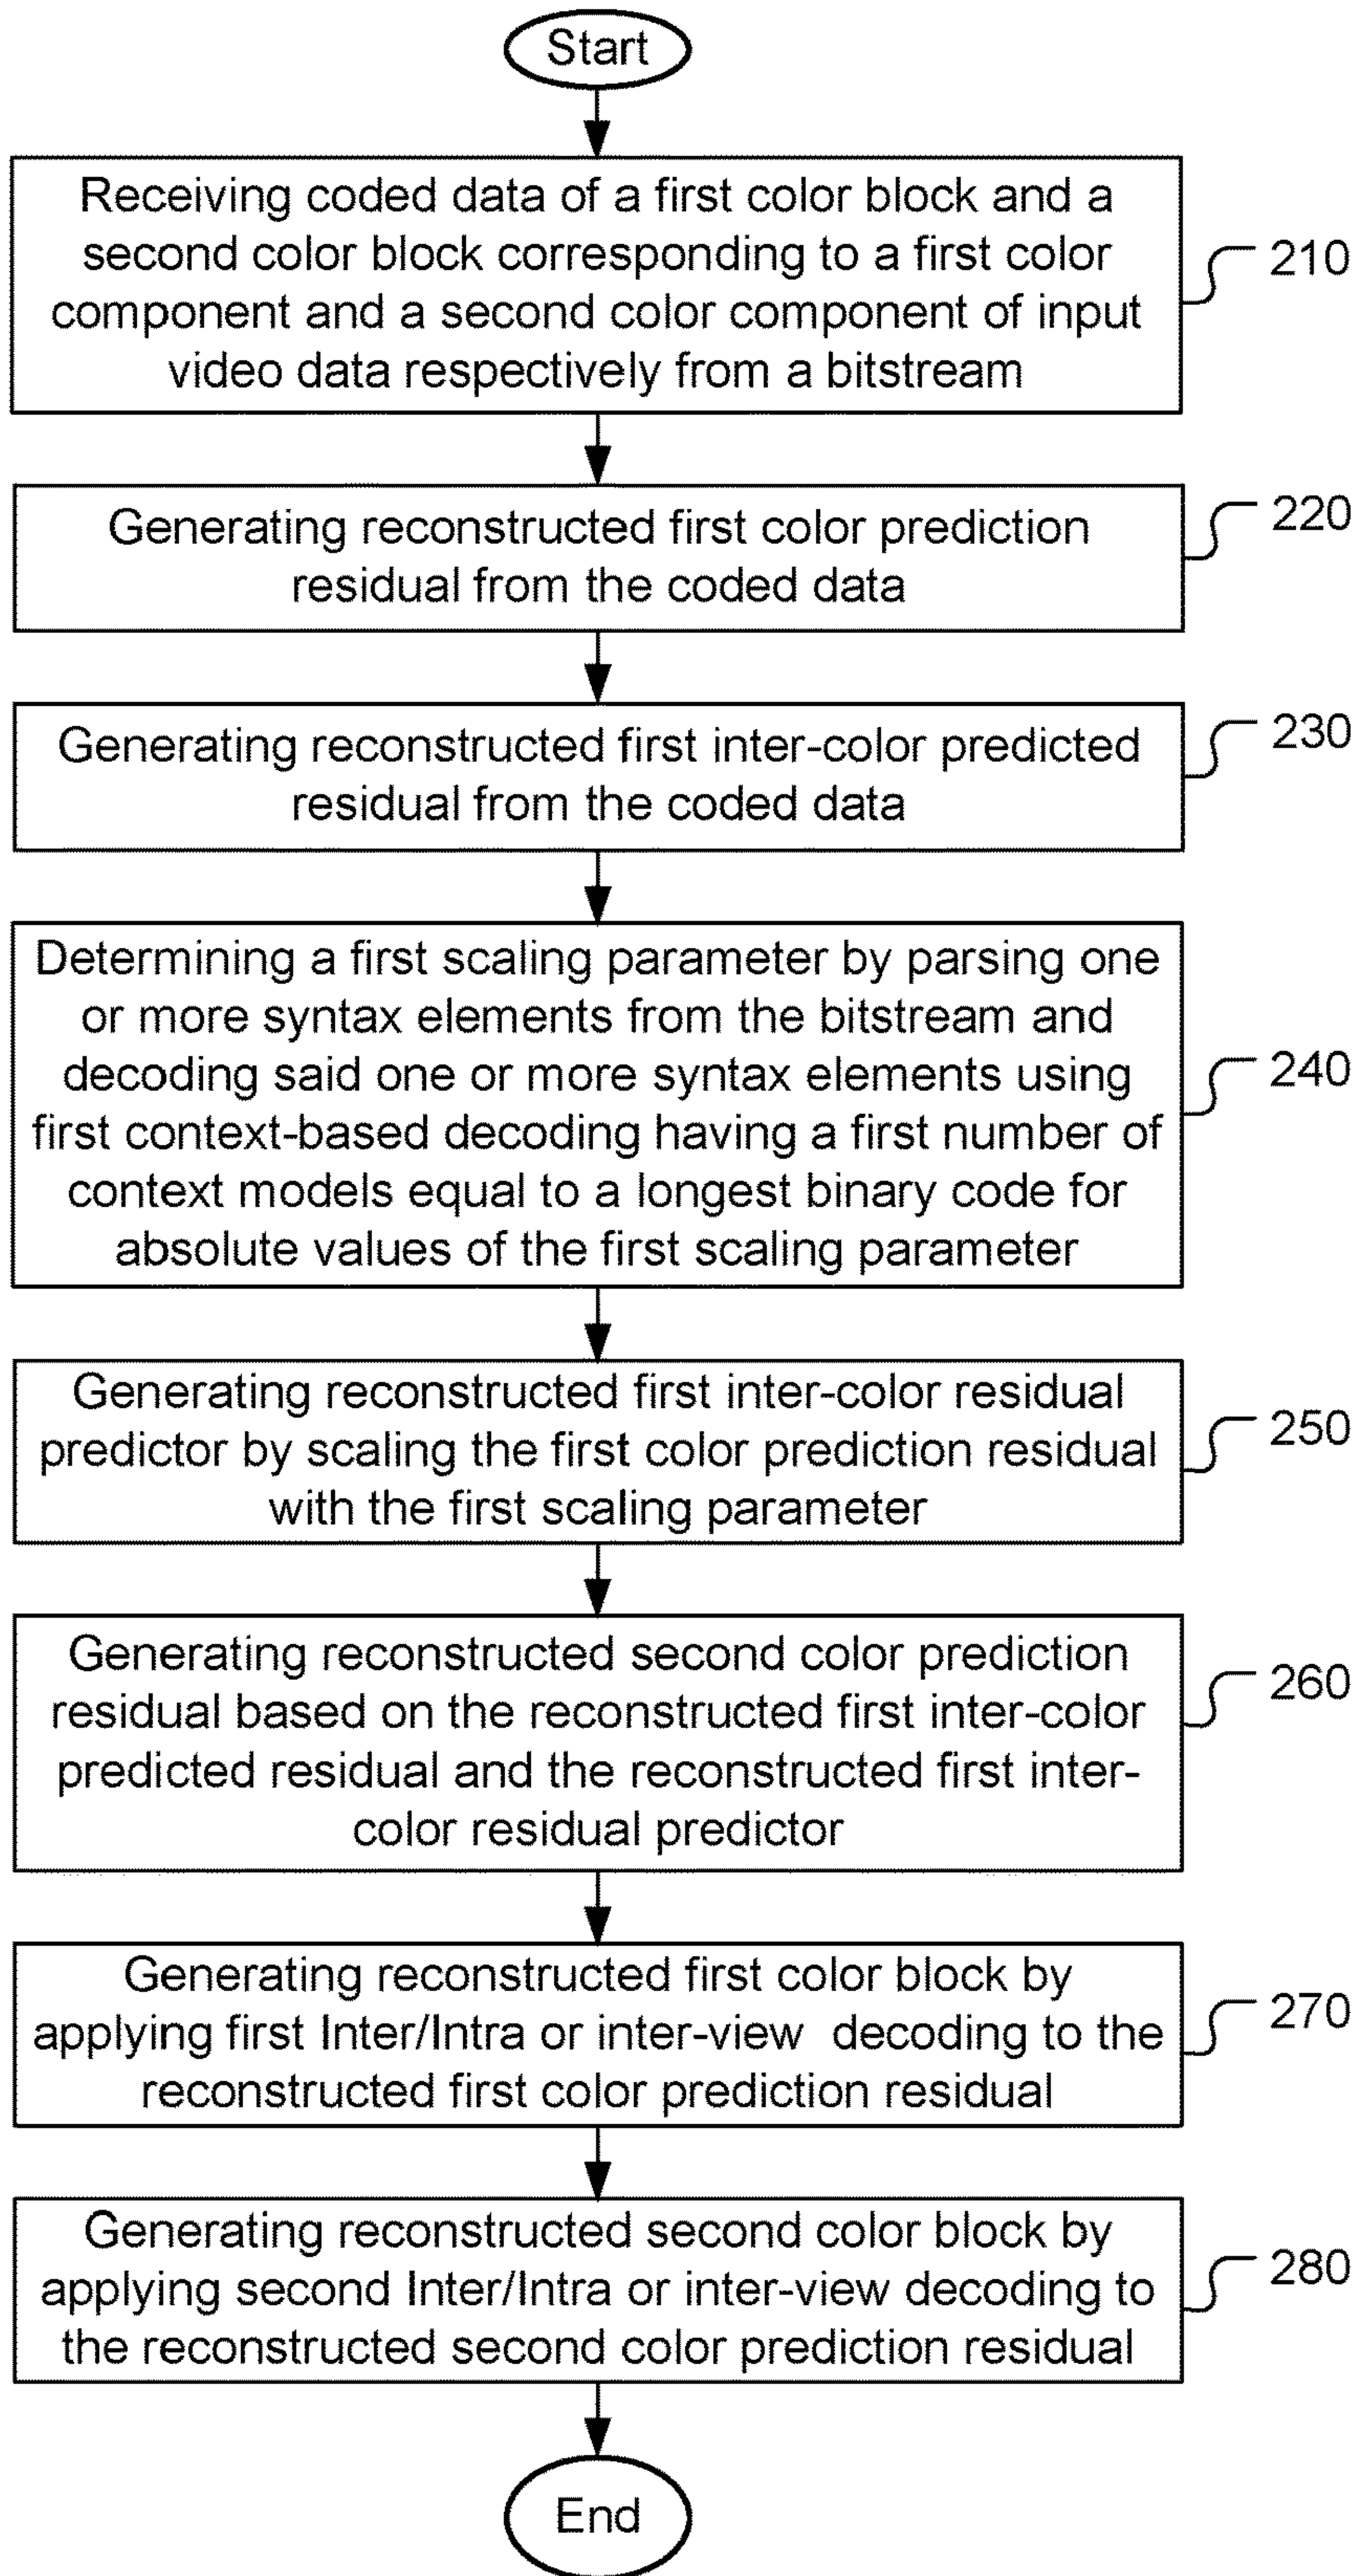 Start
Receiving coded data of a first color block and a
second color block corresponding to a first color
component and a second color component of input
video data respectively from a bitstream
210
Generating reconstructed first color prediction
residual from the coded data
220
Generating reconstructed first inter-color predicted
residual from the coded data
230
Determining a first scaling parameter by parsing one
or more syntax elements from the bitstream and
decoding said one or more syntax elements using
first context-based decoding having a first number of
context models equal to a longest binary code for
absolute values of the first scaling parameter
240
Generating reconstructed first inter-color residual
predictor by scaling the first color prediction residual
with the first scaling parameter
250
Generating reconstructed second color prediction
residual based on the reconstructed first inter-color
predicted residual and the reconstructed first inter-
color residual predictor
260
Generating reconstructed first color block by
applying first Inter/Intra or inter-view decoding to the
reconstructed first color prediction residual
270
Generating reconstructed second color block by
applying second Inter/Intra or inter-view decoding to
the reconstructed second color prediction residual
280
End